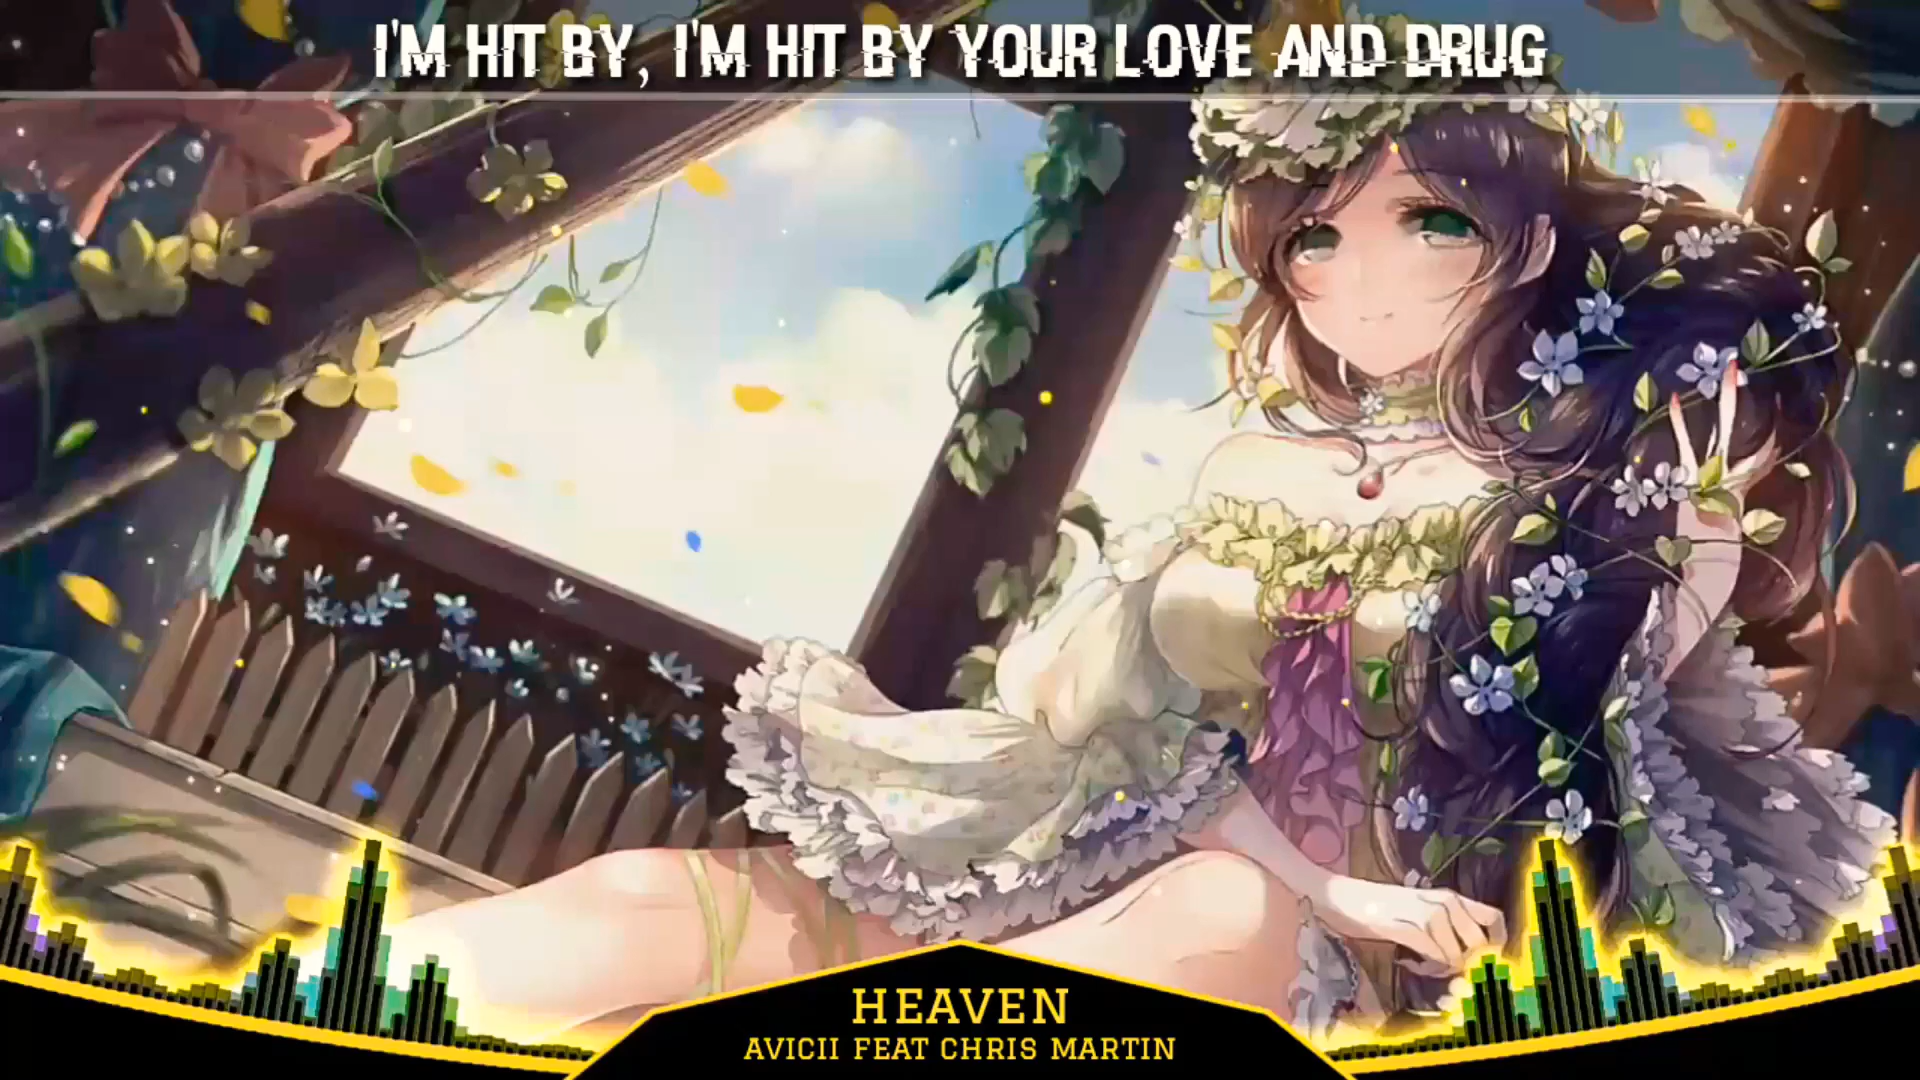 I'M HIT BY, I'M HIT BY YOUR LOVE AND DRUG
HEAVEN
AVICII FEAT CHRIS MARTIN